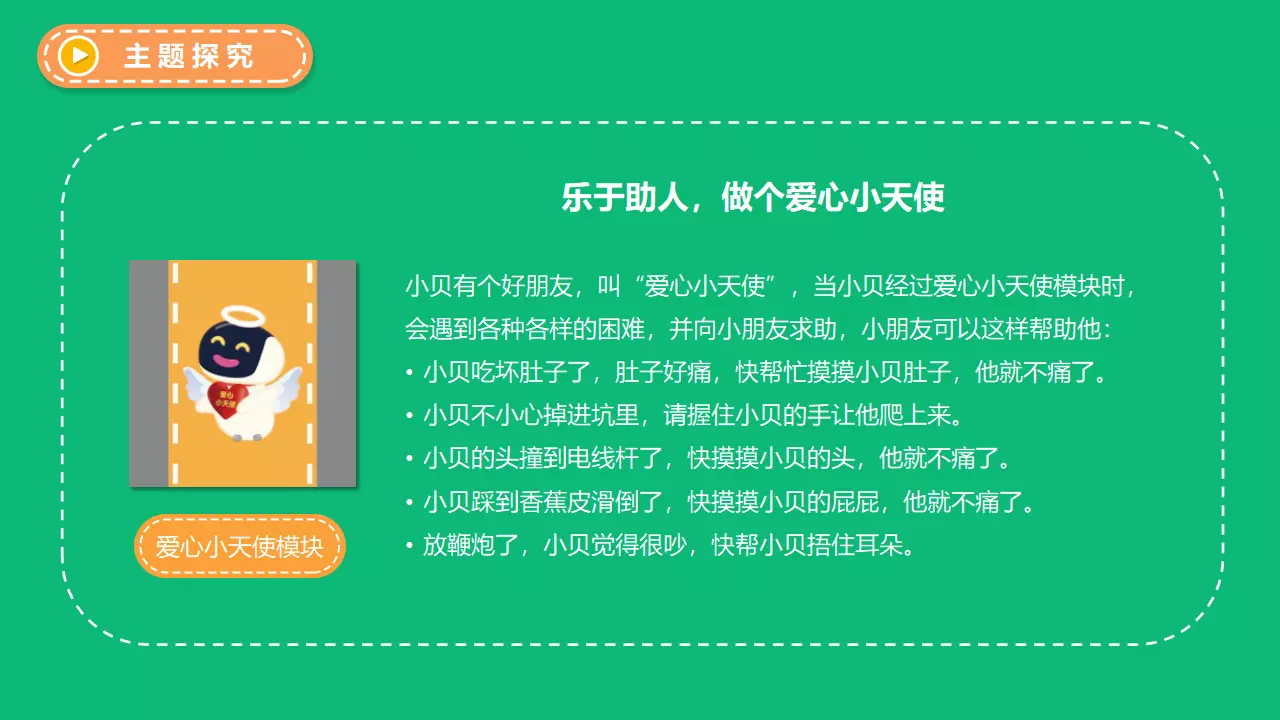 主题探究
乐于助人，做个爱心小天使
小贝有个好朋友，叫“爱心小天使”，当小贝经过爱心小天使模块时，
会遇到各种各样的困难，并向小朋友求助，小朋友可以这样帮助他：
• 小贝吃坏肚子了，肚子好痛，快帮忙摸摸小贝肚子，他就不痛了。
• 小贝不小心掉进坑里，请握住小贝的手让他爬上来。
• 小贝的头撞到电线杆了，快摸摸小贝的头，他就不痛了。
• 小贝踩到香蕉皮滑倒了，快摸摸小贝的屁屁，他就不痛了。
• 放鞭炮了，小贝觉得很吵，快帮小贝捂住耳朵。
爱心
小天使
爱心小天使模块